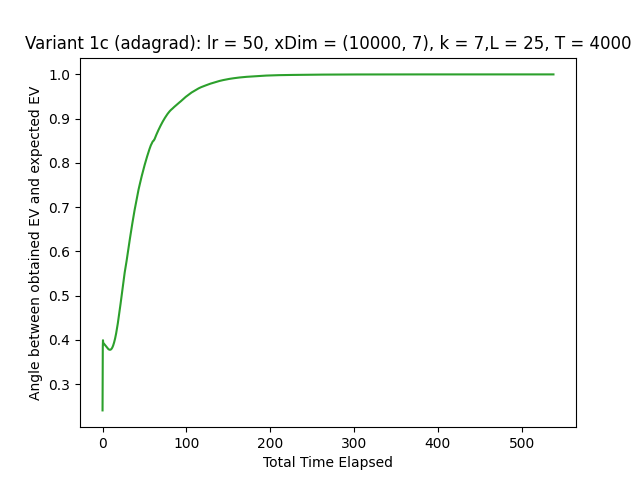 Variant 1c (adagrad): lr = 50, xDim = (10000, 7), k = 7,L = 25, T = 4000
Angle between obtained EV and expected EV
1.0
0.9
0.8
0.7
0.6
0.5
0.4
0.3
0 100 200 300 400 500
Total Time Elapsed